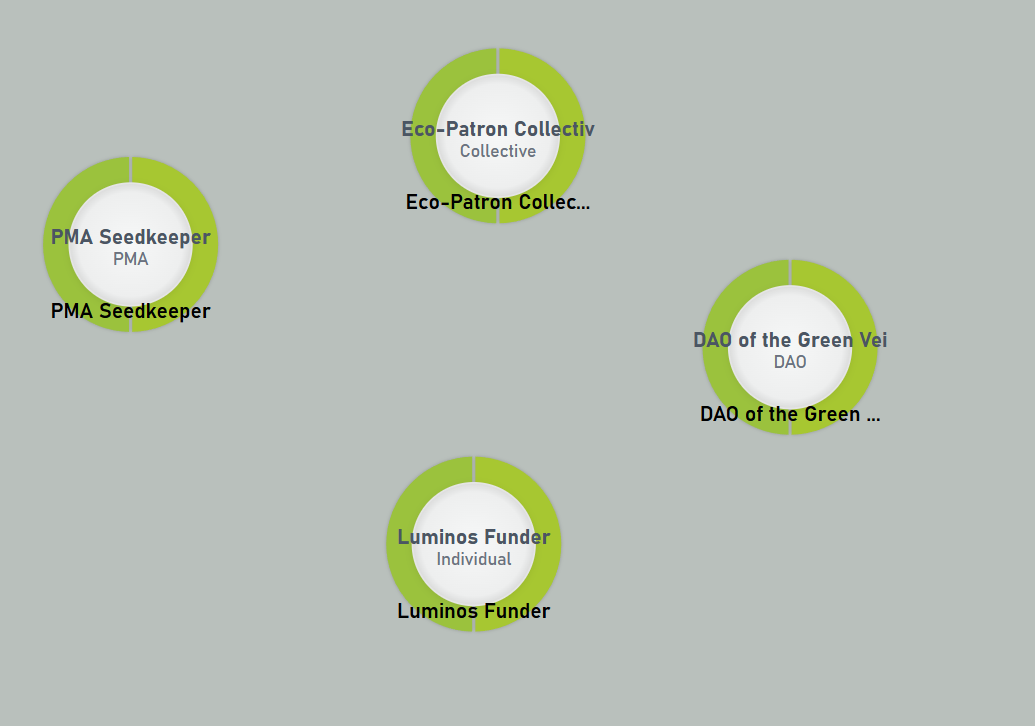 Eco-Patron Collectiv
Collective
Eco-Patron Collec...
PMA Seedkeeper
PMA
PMA Seedkeeper
DAO of the Green Vei
DAO
DAO of the Green ...
Luminos Funder
Individual
Luminos Funder